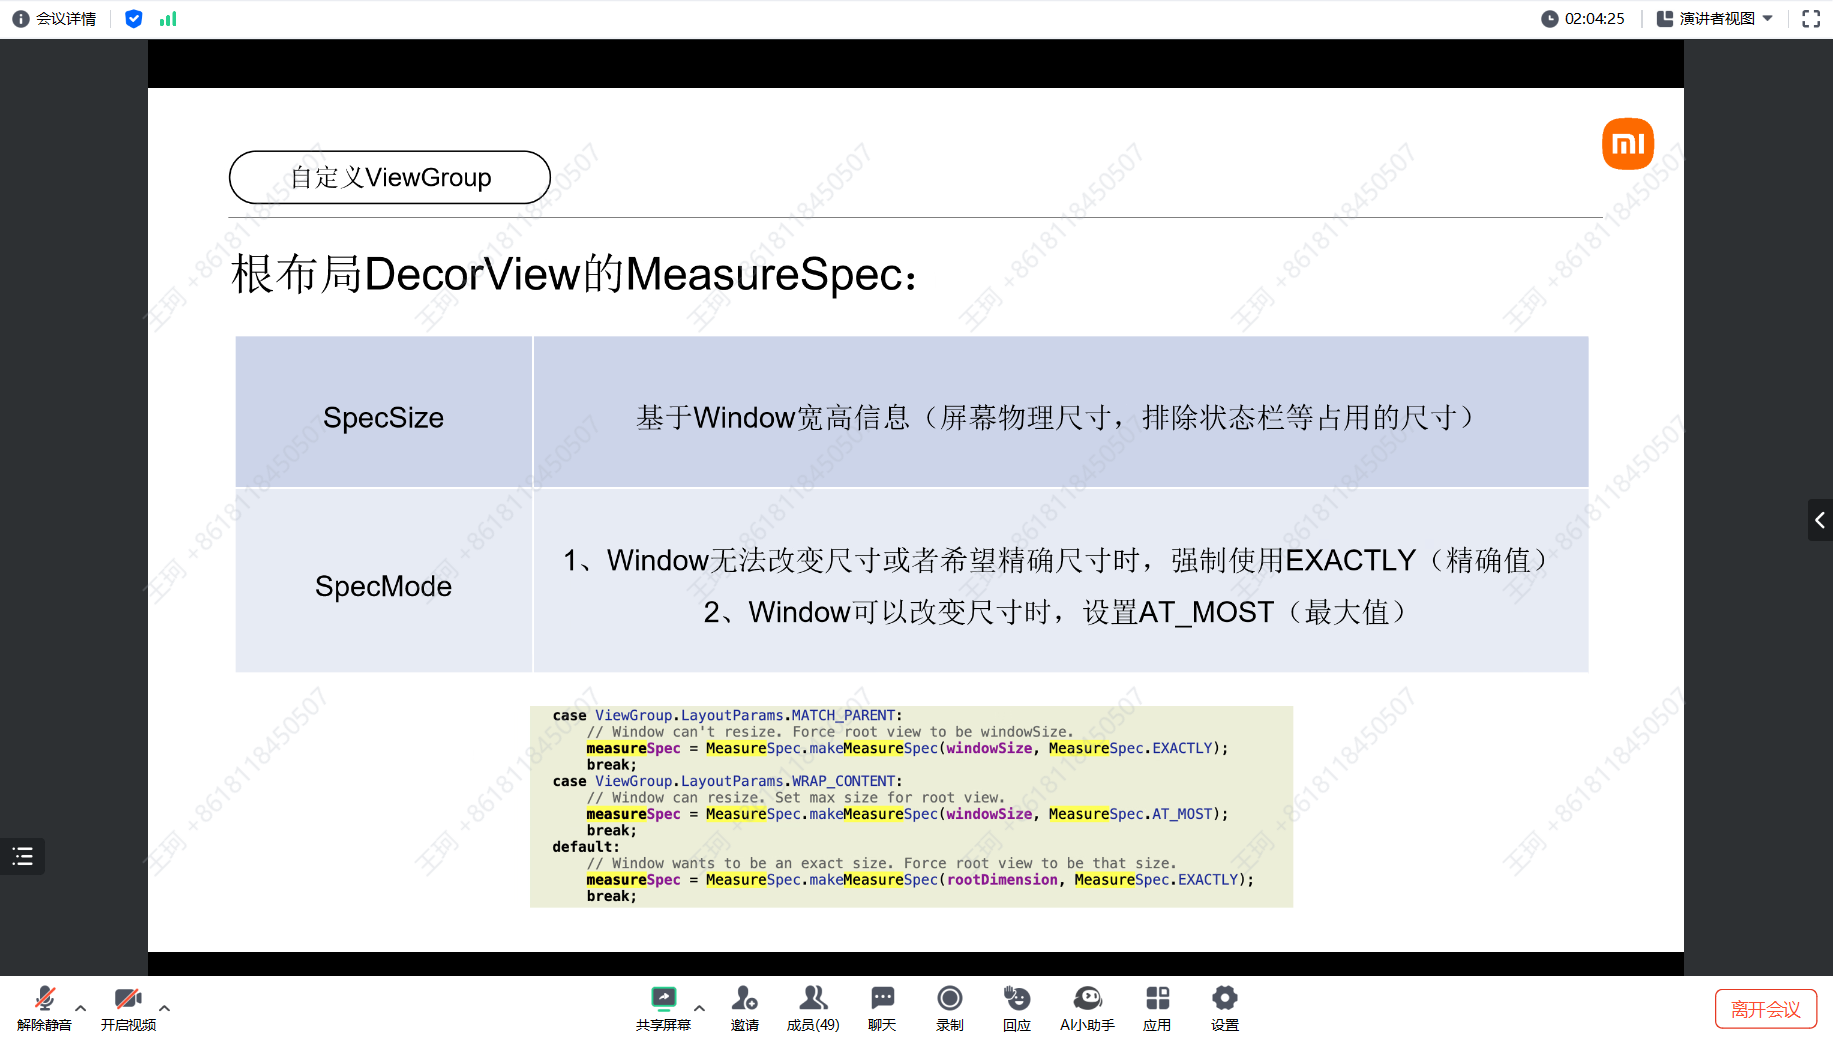 会议详情
02:04:25
演讲者视图
mi
自定义ViewGroup
根布局DecorView的MeasureSpec：
SpecSize
基于Window宽高信息（屏幕物理尺寸，排除状态栏等占用的尺寸）
SpecMode
1、Window无法改变尺寸或者希望精确尺寸时，强制使用EXACTLY（精确值）
2、Window可以改变尺寸时，设置AT_MOST（最大值）
case ViewGroup.LayoutParams.MATCH_PARENT:
// Window can't resize. Force root view to be windowSize.
measureSpec = MeasureSpec.makeMeasureSpec(windowSize, MeasureSpec.EXACTLY);
break;
case ViewGroup.LayoutParams.WRAP_CONTENT:
// Window can resize. Set max size for root view.
measureSpec = MeasureSpec.makeMeasureSpec(windowSize, MeasureSpec.AT_MOST);
break;
default:
// Window wants to be an exact size. Force root view to be that size.
measureSpec = MeasureSpec.makeMeasureSpec(rootDimension, MeasureSpec.EXACTLY);
break;
王珂 +8618118450507
解除静音
开启视频
共享屏幕
邀请
成员(49)
聊天
录制
回应
AI小助手
应用
设置
离开会议